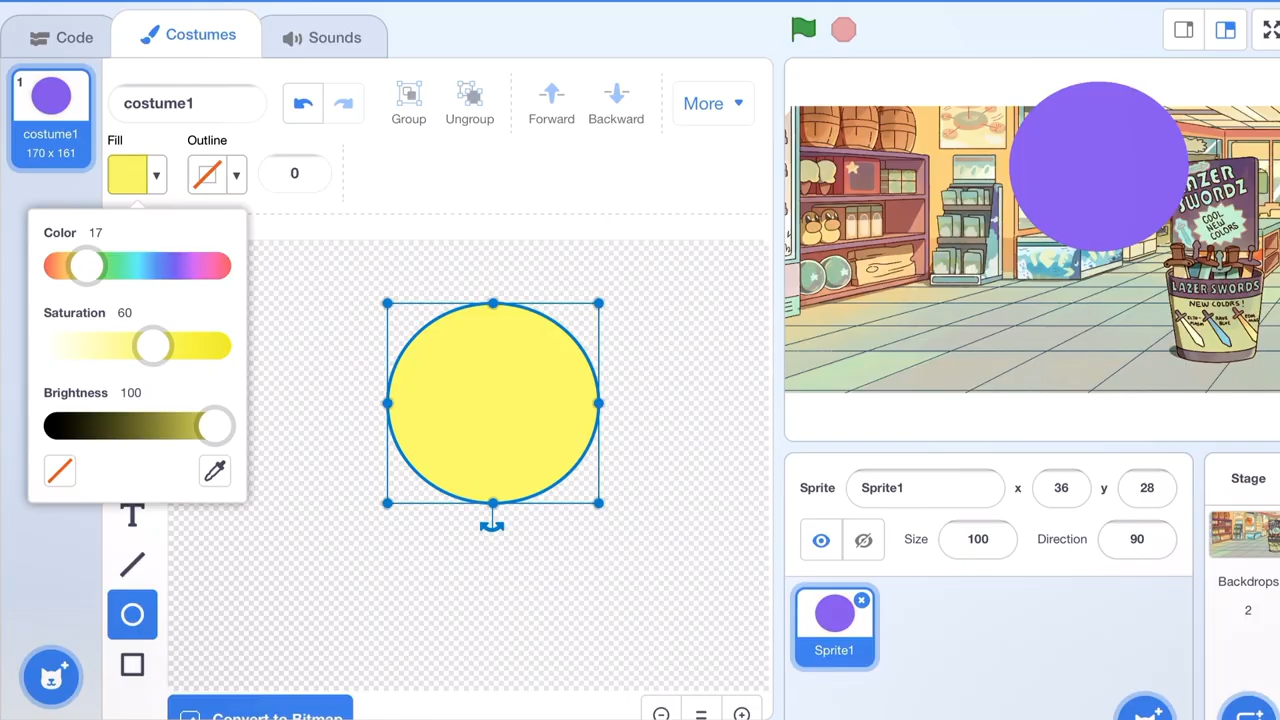 Code
Costumes
Sounds
1
costume1
170 x 161
costume1
Group
Ungroup
Forward
Backward
More
Fill
Outline
0
Color 17
Saturation 60
Brightness 100
T
Convert to Bitmap
LAZER
SWORDZ
COOL
NEW
COLORS
LAZER SWORDS
NEW COLORS!
Sprite
Sprite1
x
36
y
28
Size
100
Direction
90
Sprite1
Stage
Backdrops
2